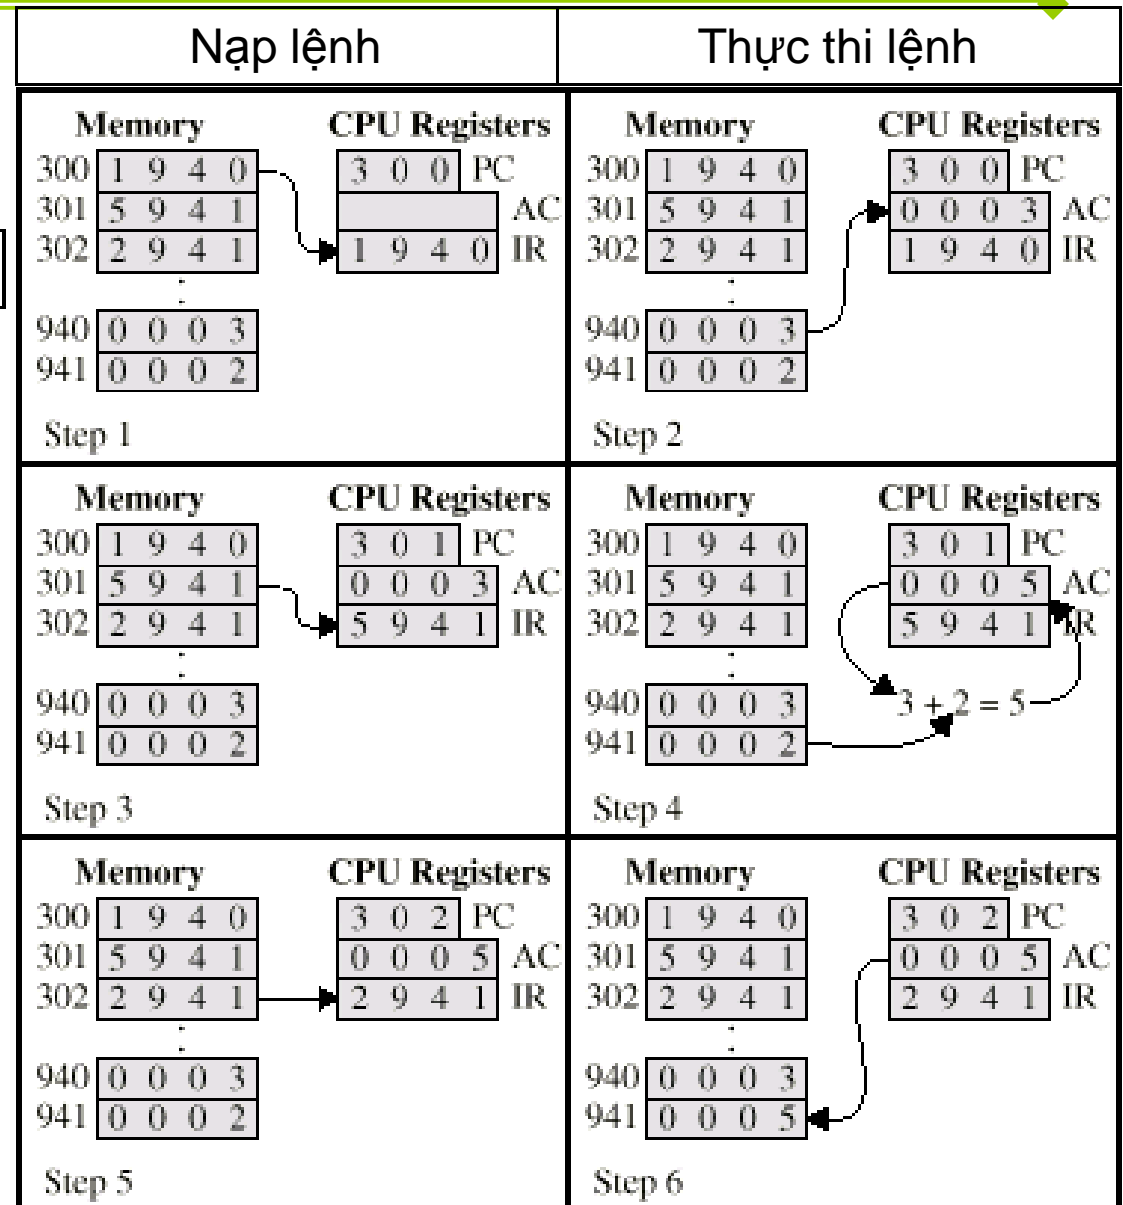 Nạp lệnh
Thực thi lệnh
Memory CPU Registers
300 1 9 4 0 3 0 0 PC
301 5 9 4 1 AC
302 2 9 4 1 1 9 4 0 IR
940 0 0 0 3
941 0 0 0 2
Step 1
Memory CPU Registers
300 1 9 4 0 3 0 0 PC
301 5 9 4 1 0 0 0 3 AC
302 2 9 4 1 1 9 4 0 IR
940 0 0 0 3
941 0 0 0 2
Step 2
Memory CPU Registers
300 1 9 4 0 3 0 1 PC
301 5 9 4 1 0 0 0 3 AC
302 2 9 4 1 5 9 4 1 IR
940 0 0 0 3
941 0 0 0 2
Step 3
Memory CPU Registers
300 1 9 4 0 3 0 1 PC
301 5 9 4 1 0 0 0 5 AC
302 2 9 4 1 5 9 4 1 IR
940 0 0 0 3 3 + 2 = 5
941 0 0 0 2
Step 4
Memory CPU Registers
300 1 9 4 0 3 0 2 PC
301 5 9 4 1 0 0 0 5 AC
302 2 9 4 1 2 9 4 1 IR
940 0 0 0 3
941 0 0 0 2
Step 5
Memory CPU Registers
300 1 9 4 0 3 0 2 PC
301 5 9 4 1 0 0 0 5 AC
302 2 9 4 1 2 9 4 1 IR
940 0 0 0 3
941 0 0 0 5
Step 6